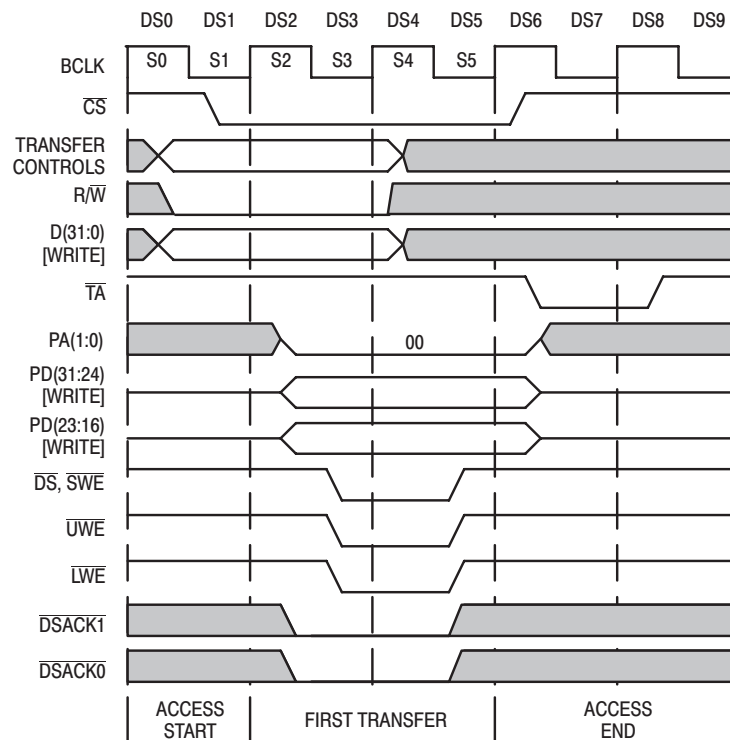 DS0 DS1 DS2 DS3 DS4 DS5 DS6 DS7 DS8 DS9
BCLK S0 S1 S2 S3 S4 S5
CS
TRANSFER
CONTROLS
R/W
D(31:0)
[WRITE]
TA
PA(1:0) 00
PD(31:24)
[WRITE]
PD(23:16)
[WRITE]
DS, SWE
UWE
LWE
DSACK1
DSACK0
ACCESS
START
FIRST TRANSFER
ACCESS
END